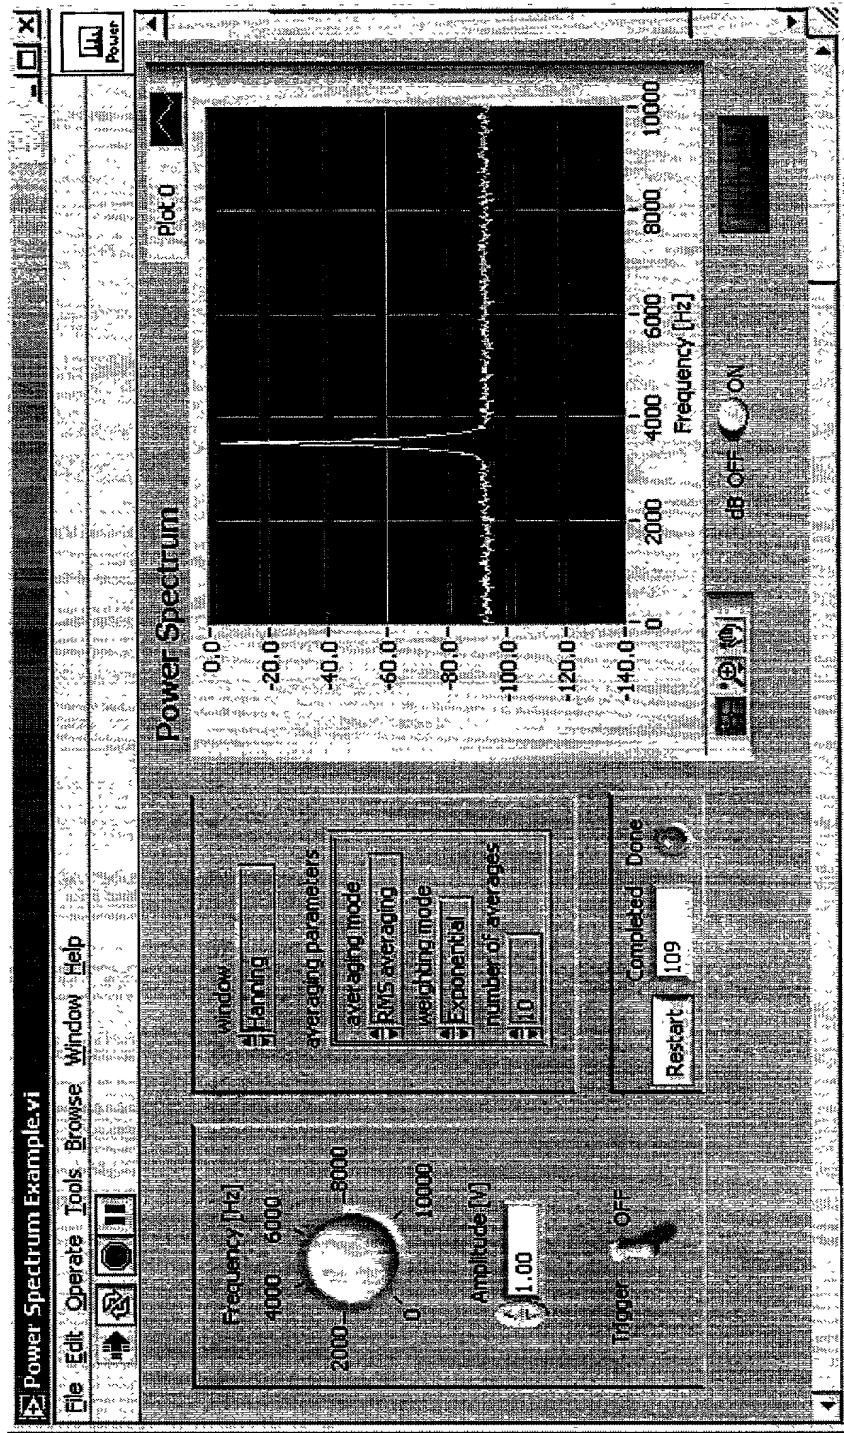 Power Spectrum Example.vi
File Edit Operate Tools Browse Window Help
Power
Frequency [Hz]
4000 6000
2000 8000
0 10000
Amplitude [V]
1.00
Trigger OFF
window
Hanning
averaging parameters
averaging mode
RMS averaging
weighting mode
Exponential
number of averages
10
Restart
Completed
109
Done
Power Spectrum
Plot 0
0,0
-20,0
-40,0
-60,0
-80,0
-100,0
-120,0
-140,0
0 2000 4000 6000 8000 10000
Frequency [Hz]
dB OFF ON